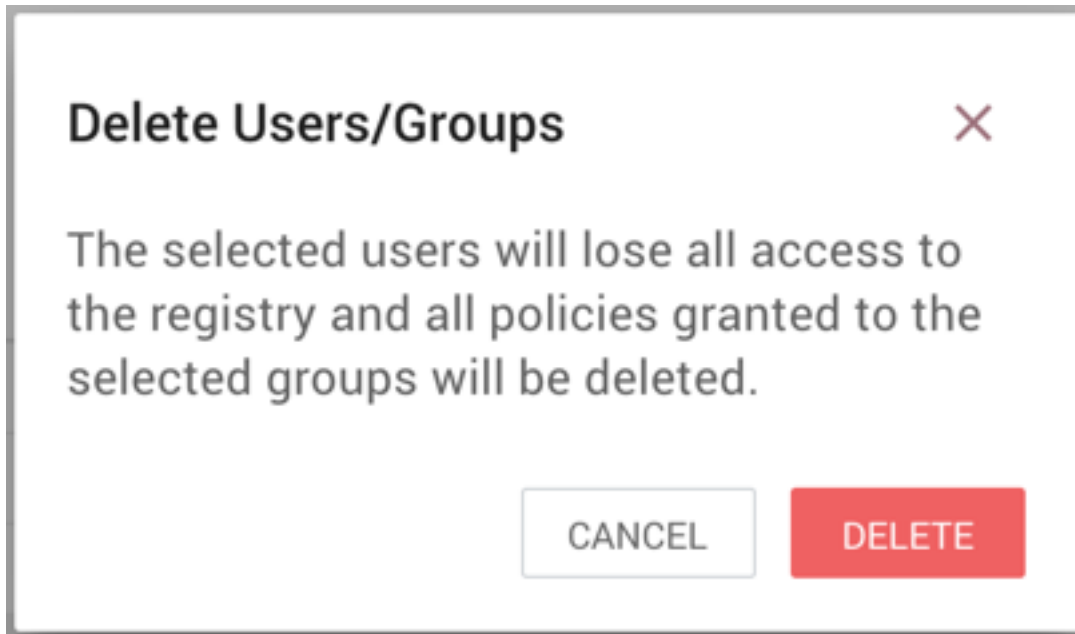 Delete Users/Groups
The selected users will lose all access to
the registry and all policies granted to the
selected groups will be deleted.
CANCEL
DELETE